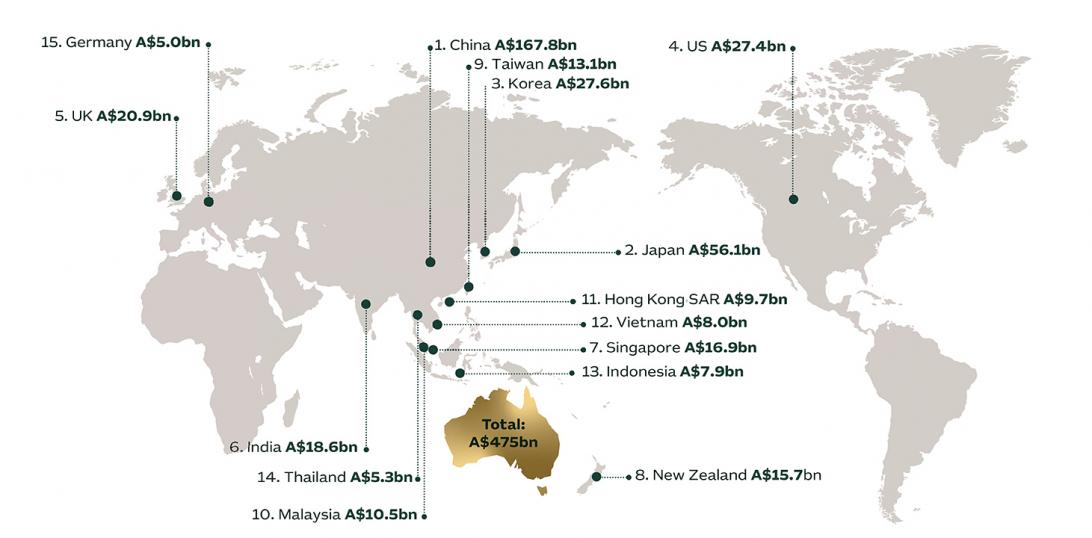 15. Germany A$5.0bn
1. China A$167.8bn
4. US A$27.4bn
9. Taiwan A$13.1bn
3. Korea A$27.6bn
5. UK A$20.9bn
2. Japan A$56.1bn
11. Hong Kong SAR A$9.7bn
12. Vietnam A$8.0bn
7. Singapore A$16.9bn
13. Indonesia A$7.9bn
Total:
A$475bn
6. India A$18.6bn
14. Thailand A$5.3bn
8. New Zealand A$15.7bn
10. Malaysia A$10.5bn